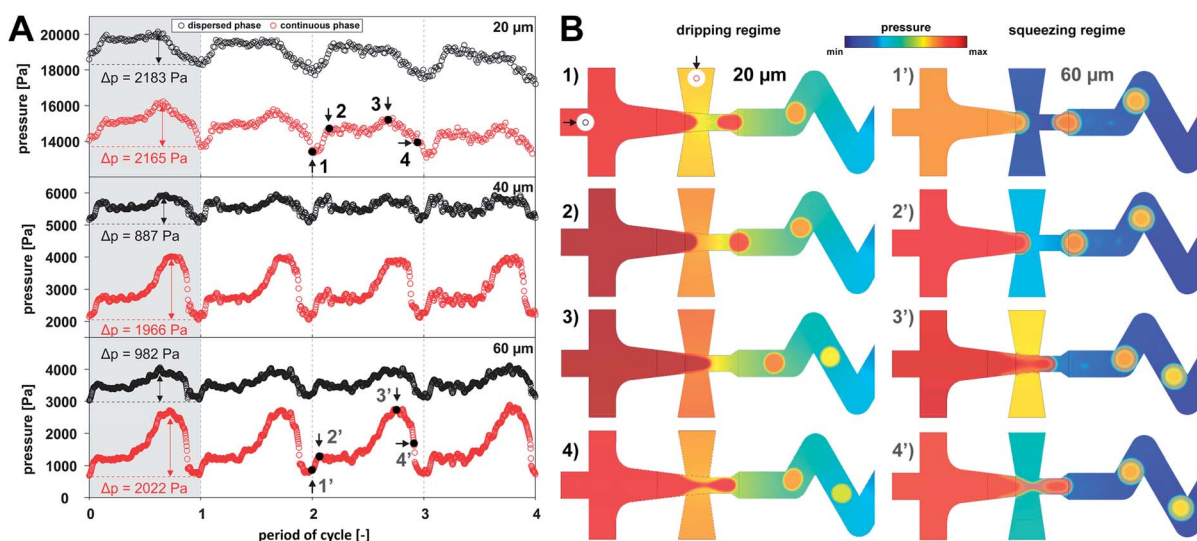 A
dispersed phase continuous phase
20 μm
20000
18000
16000
14000
pressure [Pa]
Δp = 2183 Pa
Δp = 2165 Pa
1
2
3
4
40 μm
6000
5000
4000
3000
2000
pressure [Pa]
Δp = 887 Pa
Δp = 1966 Pa
60 μm
4000
3000
2000
1000
0
pressure [Pa]
Δp = 982 Pa
Δp = 2022 Pa
1'
2'
3'
4'
0 1 2 3 4
period of cycle [-]
B
dripping regime
pressure
min max
squeezing regime
1) 20 μm
1') 60 μm
2)
2')
3)
3')
4)
4')